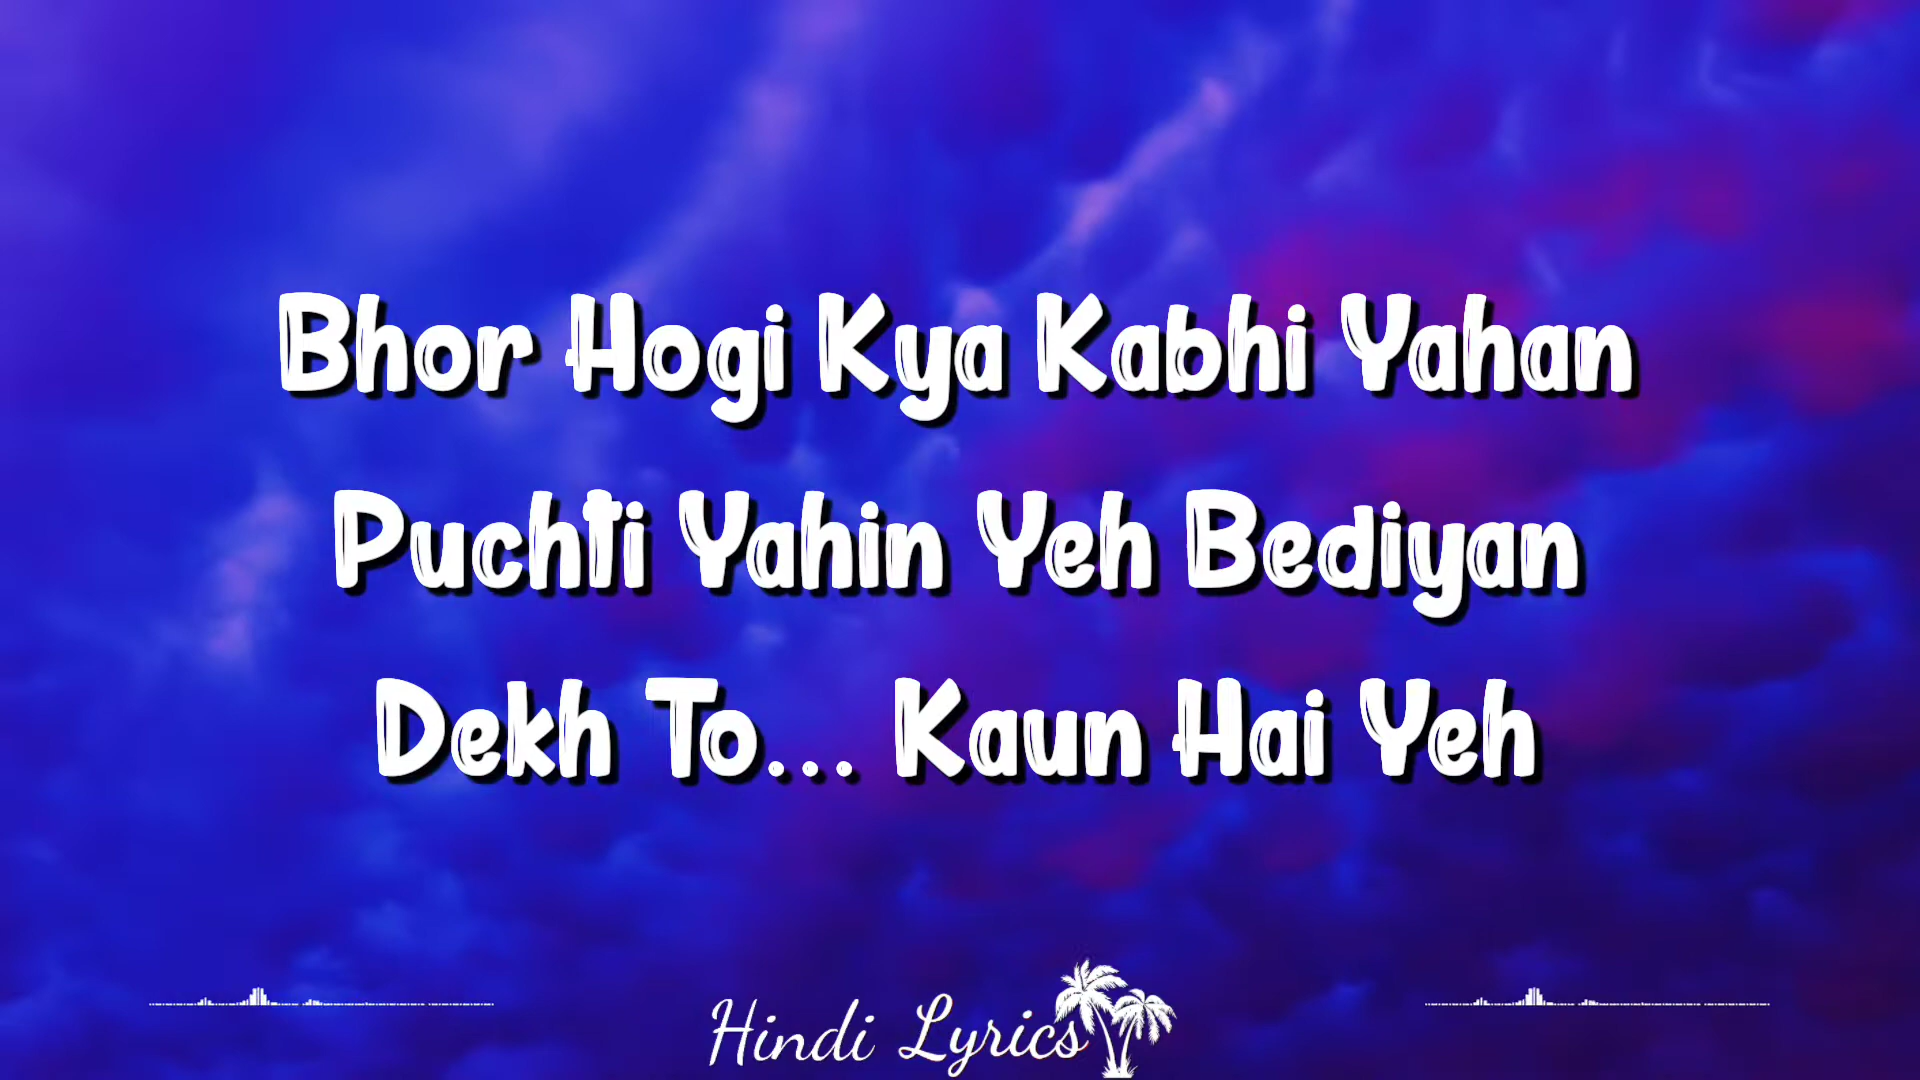 Bhor Hogi Kya Kabhi Yahan
Puchti Yahin Yeh Bediyan
Dekh To... Kaun Hai Yeh
Hindi Lyrics